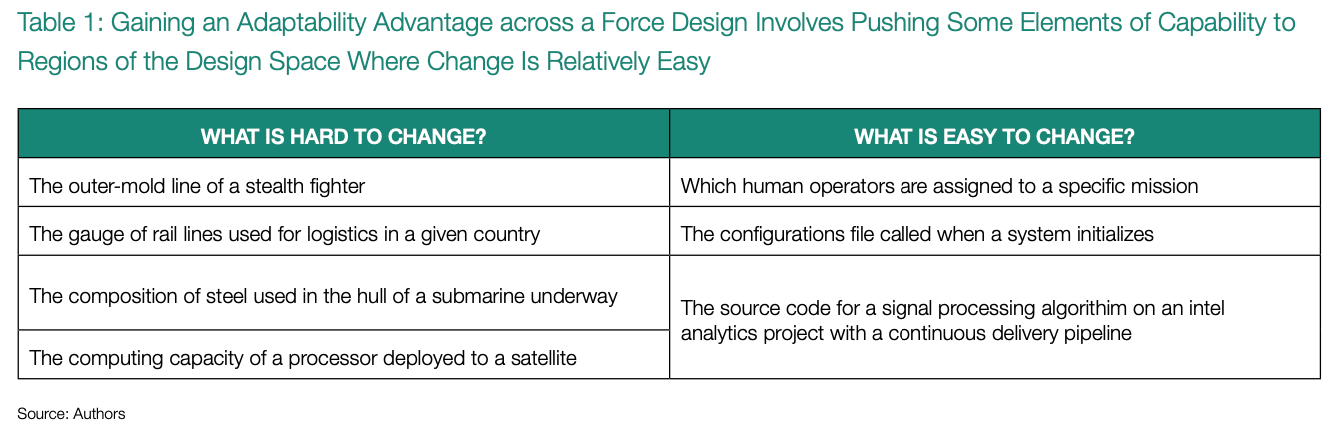 Table 1: Gaining an Adaptability Advantage across a Force Design Involves Pushing Some Elements of Capability to
Regions of the Design Space Where Change Is Relatively Easy
WHAT IS HARD TO CHANGE?
WHAT IS EASY TO CHANGE?
The outer-mold line of a stealth fighter
Which human operators are assigned to a specific mission
The gauge of rail lines used for logistics in a given country
The configurations file called when a system initializes
The composition of steel used in the hull of a submarine underway
The source code for a signal processing algorithim on an intel
analytics project with a continuous delivery pipeline
The computing capacity of a processor deployed to a satellite
Source: Authors